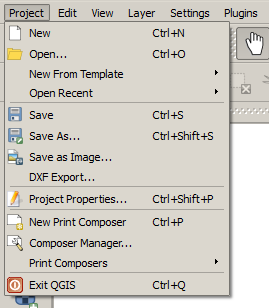 Project Edit View Layer Settings Plugins
New Ctrl+N
Open... Ctrl+O
New From Template
Open Recent
Save Ctrl+S
Save As... Ctrl+Shift+S
Save as Image...
DXF Export...
Project Properties... Ctrl+Shift+P
New Print Composer Ctrl+P
Composer Manager...
Print Composers
Exit QGIS Ctrl+Q